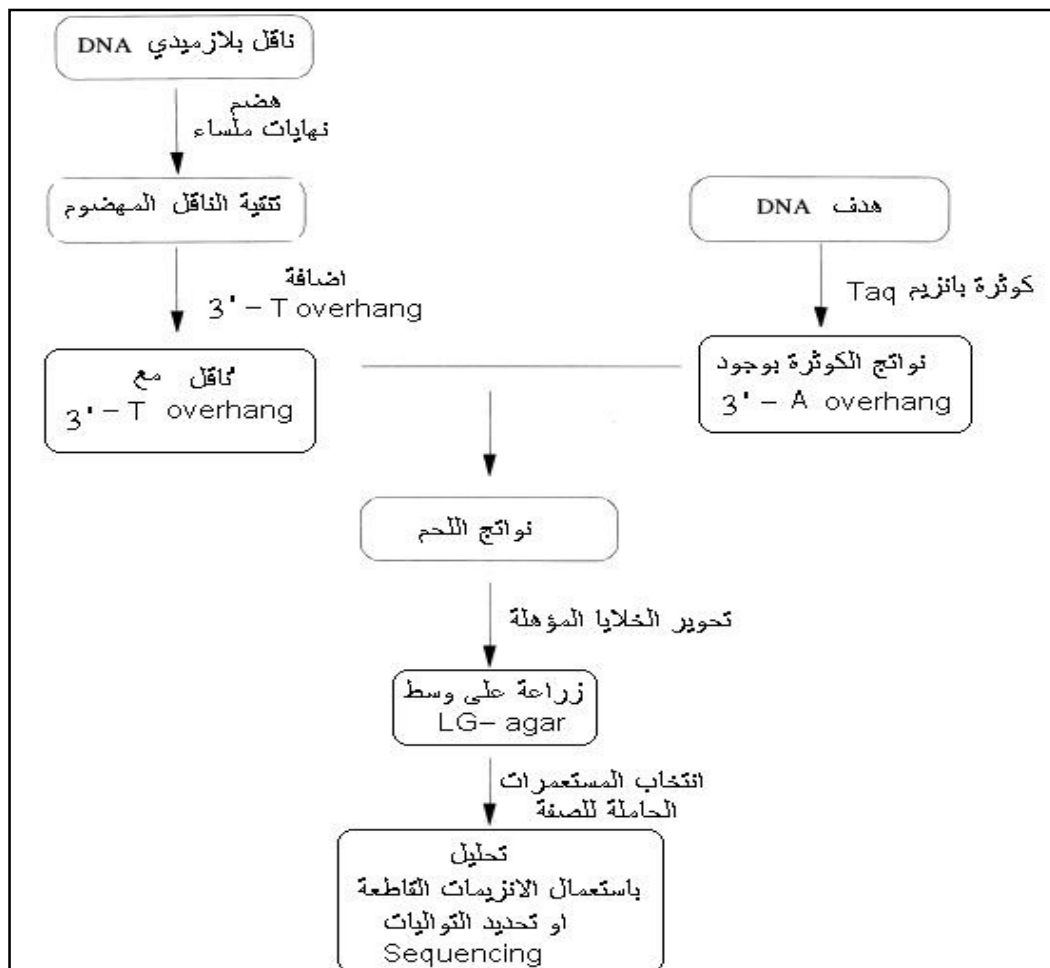 ناقل بلازميدي DNA
هضم
نهايات ملساء
تنقية الناقل المهضوم
هدف DNA
اضافة
3' – T overhang
كوثرة بانزيم Taq
ناقل مع
3' – T overhang
نواتج الكوثرة بوجود
3' – A overhang
نواتج اللحم
تحوير الخلايا المؤهلة
زراعة على وسط
LG– agar
انتخاب المستعمرات
الحاملة للصفة
تحليل
باستعمال الانزيمات القاطعة
او تحديد التواليات
Sequencing